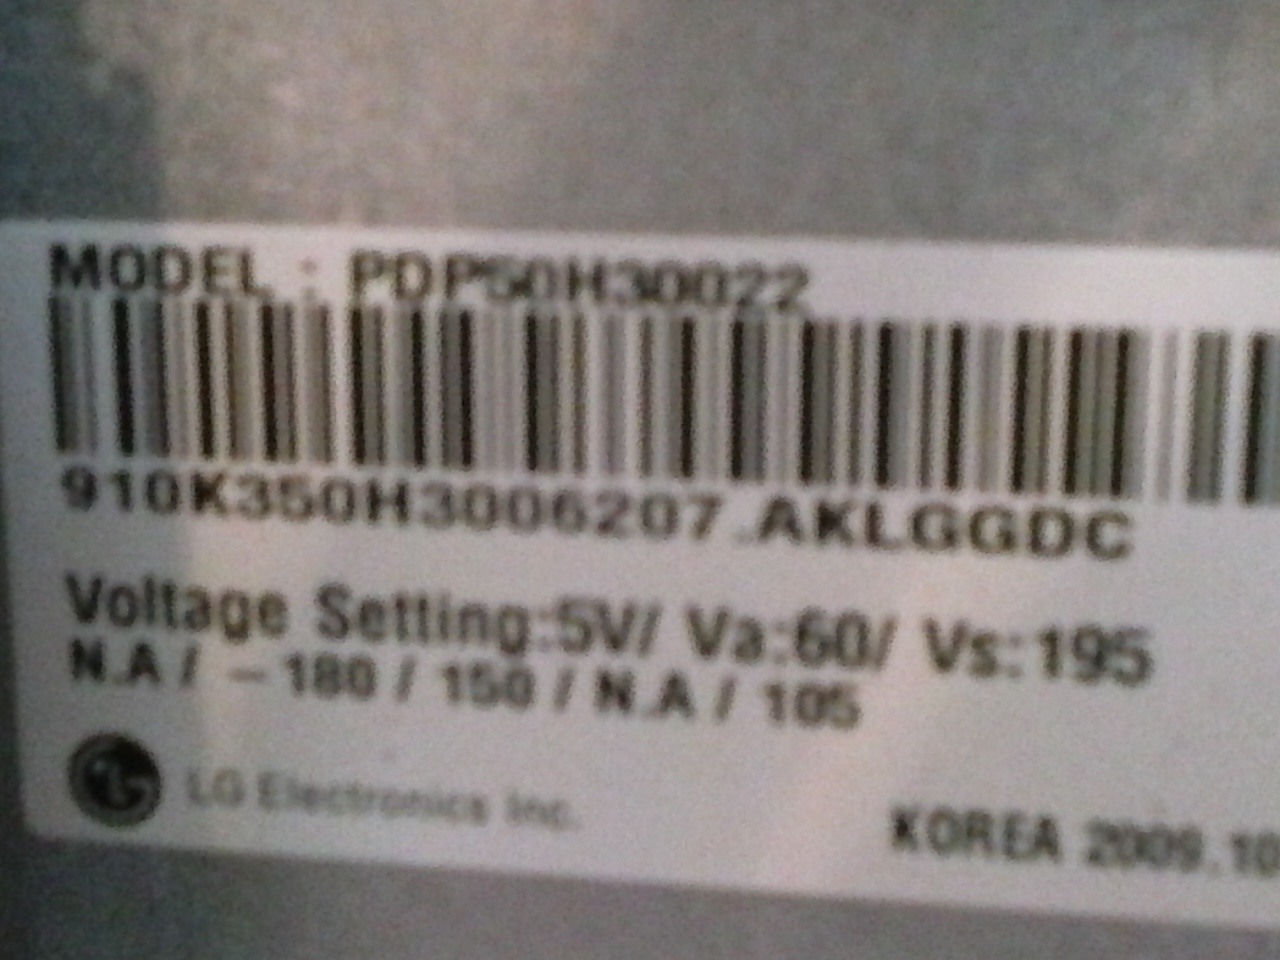 MODEL : PDP50H30022
910K350H3006207.AKLGGDC
Voltage Setting:5V/ Va:60/ Vs:195
N.A / - 180 / 150 / N.A / 105
LG Electronics Inc.
KOREA 2009.10